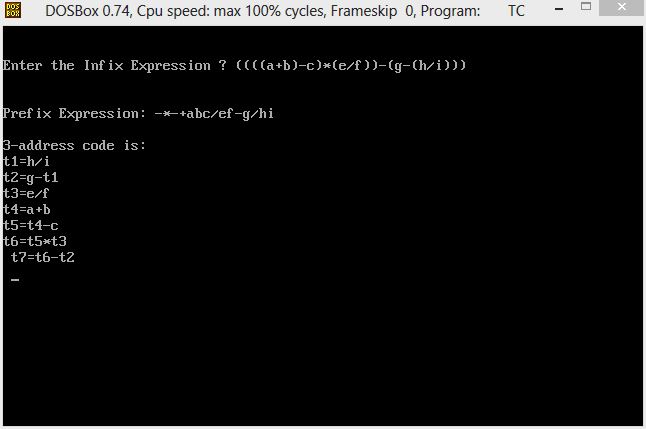 DOS BOX
DOSBox 0.74, Cpu speed: max 100% cycles, Frameskip 0, Program: TC
Enter the Infix Expression ? ((((a+b)-c)*(e/f))-(g-(h/i)))
Prefix Expression: -*-+abc/ef-g/hi
3-address code is:
t1=h/i
t2=g-t1
t3=e/f
t4=a+b
t5=t4-c
t6=t5*t3
t7=t6-t2